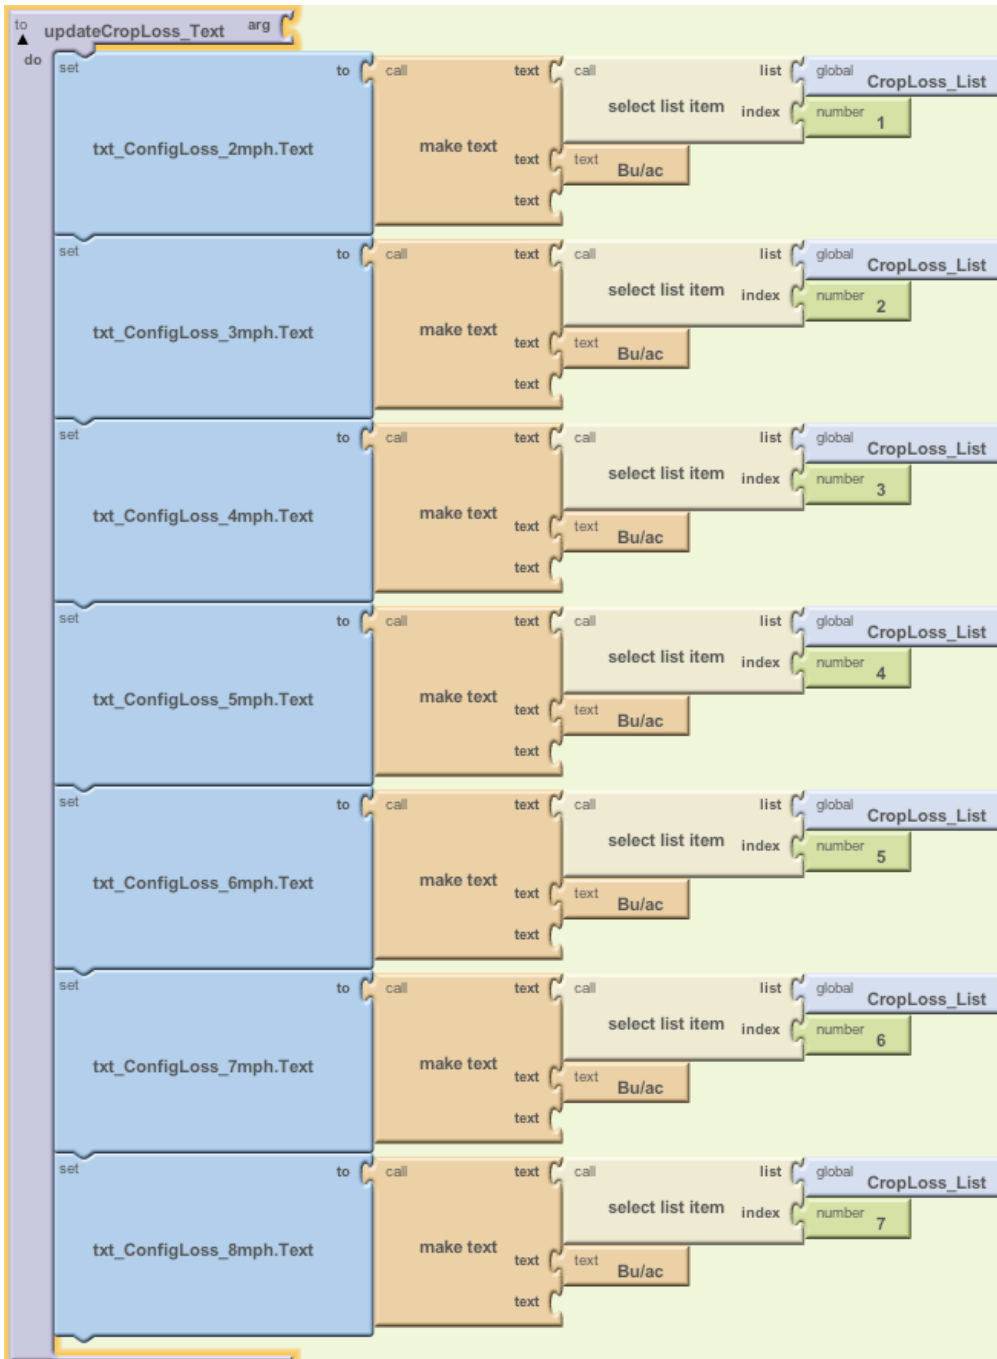 to updateCropLoss_Text arg
do
set txt_ConfigLoss_2mph.Text to call make text text call select list item list global CropLoss_List
index number 1
text text Bu/ac
text
set txt_ConfigLoss_3mph.Text to call make text text call select list item list global CropLoss_List
index number 2
text text Bu/ac
text
set txt_ConfigLoss_4mph.Text to call make text text call select list item list global CropLoss_List
index number 3
text text Bu/ac
text
set txt_ConfigLoss_5mph.Text to call make text text call select list item list global CropLoss_List
index number 4
text text Bu/ac
text
set txt_ConfigLoss_6mph.Text to call make text text call select list item list global CropLoss_List
index number 5
text text Bu/ac
text
set txt_ConfigLoss_7mph.Text to call make text text call select list item list global CropLoss_List
index number 6
text text Bu/ac
text
set txt_ConfigLoss_8mph.Text to call make text text call select list item list global CropLoss_List
index number 7
text text Bu/ac
text